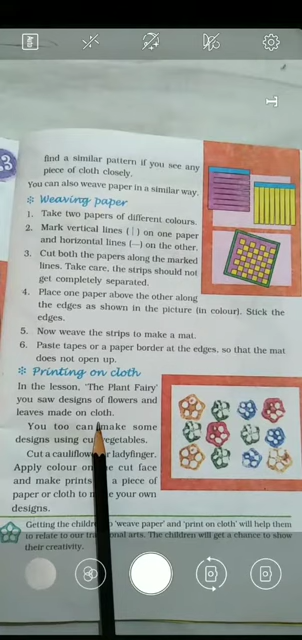 find a similar pattern if you see any
piece of cloth closely.
You can also weave paper in a similar way.
❇ Weaving paper
1. Take two papers of different colours.
2. Mark vertical lines (|) on one paper
and horizontal lines (—) on the other.
3. Cut both the papers along the marked
lines. Take care, the strips should not
get completely separated.
4. Place one paper above the other along
the edges as shown in the picture (in colour). Stick the
edges.
5. Now weave the strips to make a mat.
6. Paste tapes or a paper border at the edges, so that the mat
does not open up.
❇ Printing on cloth
In the lesson, 'The Plant Fairy'
you saw designs of flowers and
leaves made on cloth.
You too can make some
designs using vegetables.
Cut a cauliflower ladyfinger.
Apply colour on cut face
and make prints a piece of
paper or cloth to your own
designs.
Getting the 'weave paper' and 'print on cloth' will help them
to relate to our arts. The children will get a chance to show
their creativity.